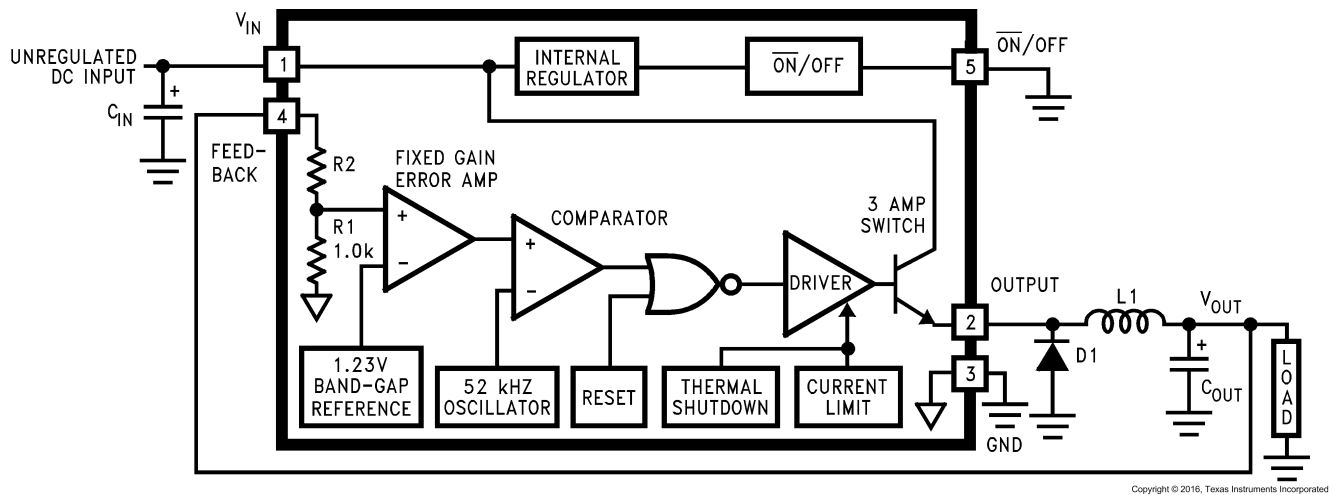 V_IN
UNREGULATED
DC INPUT
+
C_IN
1
4
FEED-
BACK
INTERNAL
REGULATOR
O̅N̅/OFF
5
O̅N̅/OFF
R2
R1
1.0k
FIXED GAIN
ERROR AMP
+
−
COMPARATOR
+
−
DRIVER
3 AMP
SWITCH
OUTPUT
2
L1
V_OUT
D1
+
C_OUT
LOAD
3
GND
1.23V
BAND-GAP
REFERENCE
52 kHZ
OSCILLATOR
RESET
THERMAL
SHUTDOWN
CURRENT
LIMIT
Copyright © 2016, Texas Instruments Incorporated